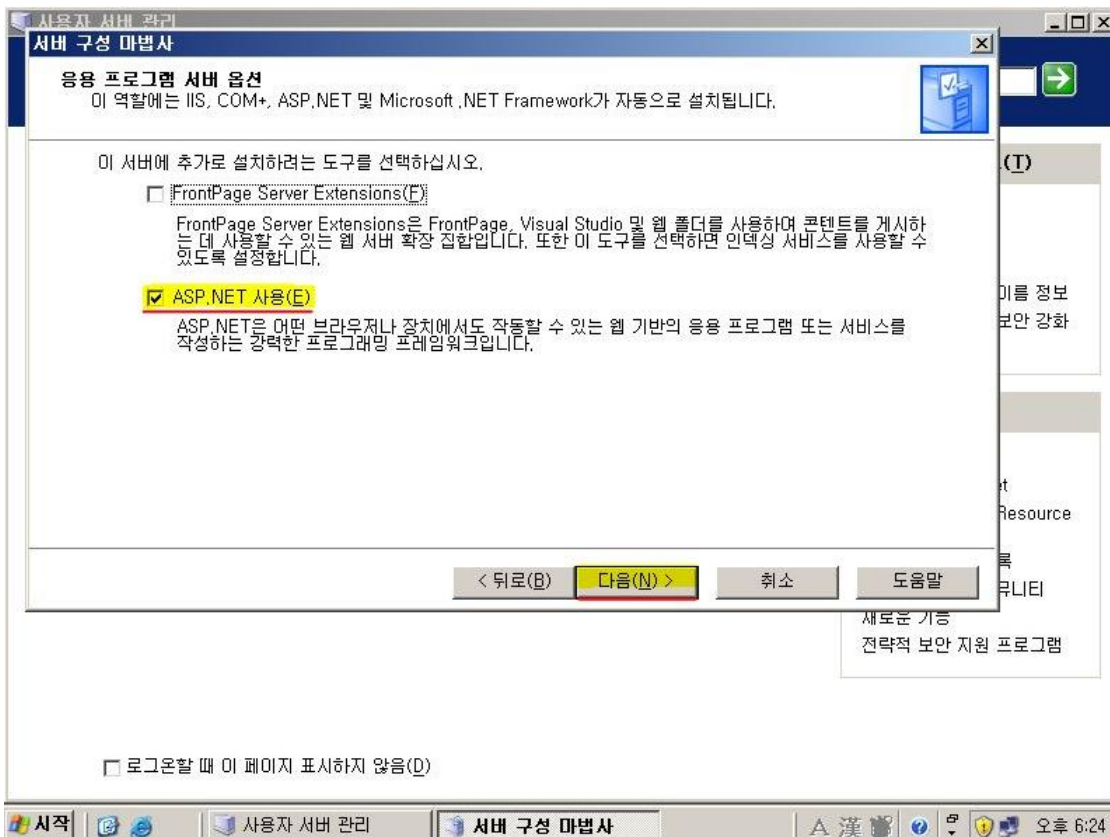 사용자 서버 관리
서버 구성 마법사
응용 프로그램 서버 옵션
이 역할에는 IIS, COM+, ASP.NET 및 Microsoft .NET Framework가 자동으로 설치됩니다.
이 서버에 추가로 설치하려는 도구를 선택하십시오.
FrontPage Server Extensions(F)
FrontPage Server Extensions은 FrontPage, Visual Studio 및 웹 폴더를 사용하여 콘텐트를 게시하
는 데 사용할 수 있는 웹 서버 확장 집합입니다. 또한 이 도구를 선택하면 인덱싱 서비스를 사용할 수
있도록 설정합니다.
ASP.NET 사용(E)
ASP.NET은 어떤 브라우저나 장치에서도 작동할 수 있는 웹 기반의 응용 프로그램 또는 서비스를
작성하는 강력한 프로그래밍 프레임워크입니다.
< 뒤로(B) 다음(N) > 취소 도움말
(T)
이름 정보
보안 강화
et
Resource
록
뮤니티
새로운 기능
전략적 보안 지원 프로그램
로그온할 때 이 페이지 표시하지 않음(D)
시작 사용자 서버 관리 서버 구성 마법사 A 漢 오후 6:24